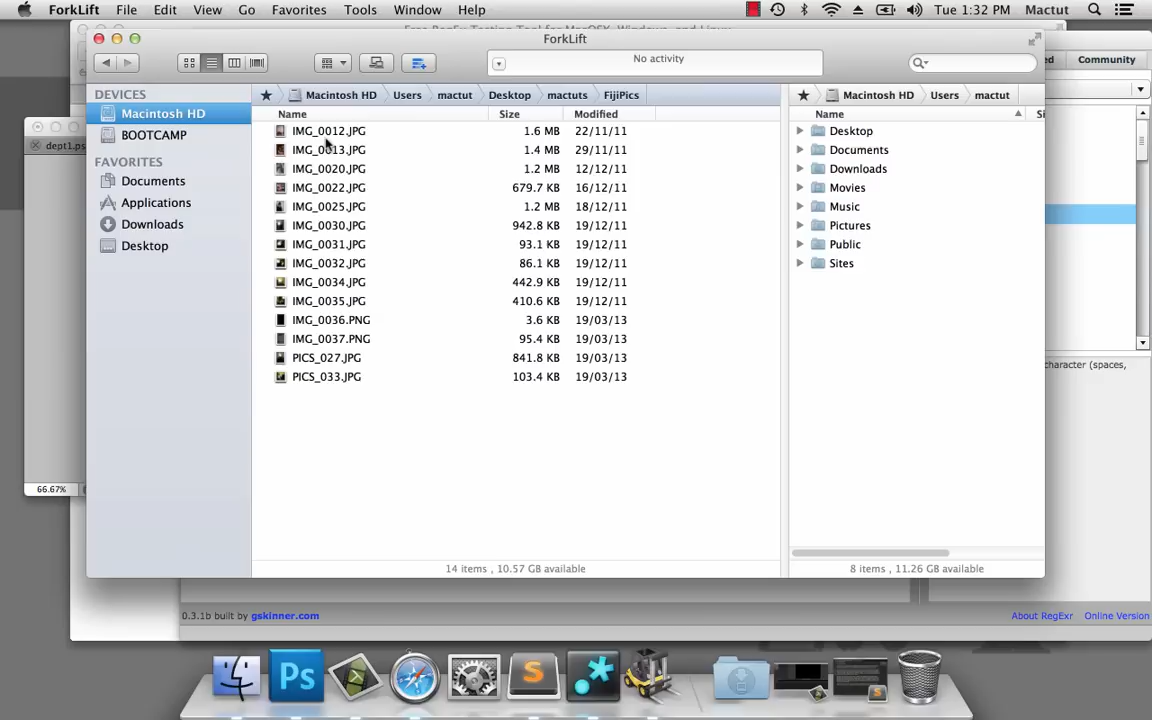 ForkLift File Edit View Go Favorites Tools Commands Window Help Tue 1:32 PM Mactut
ForkLift
No activity
Community
DEVICES
Macintosh HD
BOOTCAMP
FAVORITES
Documents
Applications
Downloads
Desktop
Macintosh HD Users mactut Desktop mactuts FijiPics
Name Size Modified
IMG_0012.JPG 1.6 MB 22/11/11
IMG_0013.JPG 1.4 MB 29/11/11
IMG_0020.JPG 1.2 MB 12/12/11
IMG_0022.JPG 679.7 KB 16/12/11
IMG_0025.JPG 1.2 MB 18/12/11
IMG_0030.JPG 942.8 KB 19/12/11
IMG_0031.JPG 93.1 KB 19/12/11
IMG_0032.JPG 86.1 KB 19/12/11
IMG_0034.JPG 442.9 KB 19/12/11
IMG_0035.JPG 410.6 KB 19/12/11
IMG_0036.PNG 3.6 KB 19/03/13
IMG_0037.PNG 95.4 KB 19/03/13
PICS_027.JPG 841.8 KB 19/03/13
PICS_033.JPG 103.4 KB 19/03/13
14 items , 10.57 GB available
Macintosh HD Users mactut
Name
Desktop
Documents
Downloads
Movies
Music
Pictures
Public
Sites
8 items , 11.26 GB available
dept1.ps
66.67%
character (spaces,
0.3.1b built by gskinner.com
About RegExr Online Version
Ps
S